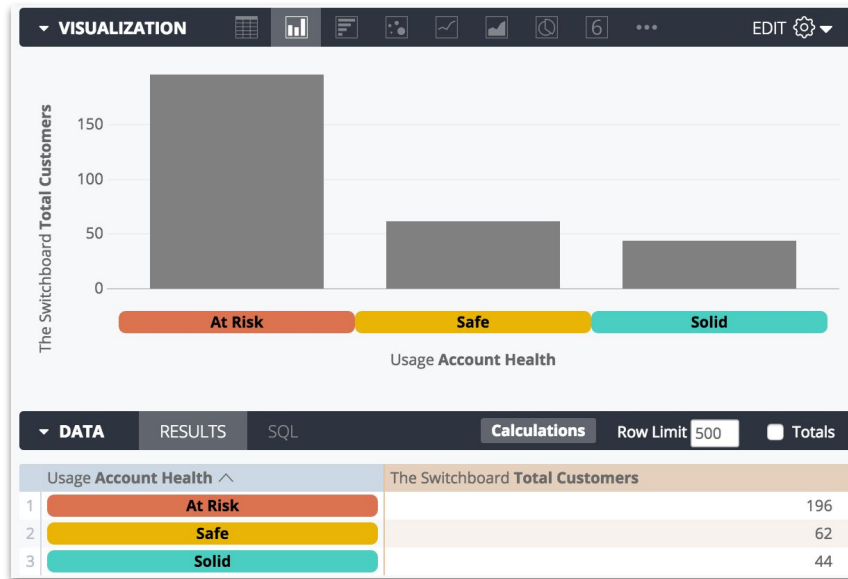 VISUALIZATION 6 EDIT
The Switchboard Total Customers
150
100
50
0
At Risk Safe Solid
Usage Account Health
DATA RESULTS SQL Calculations Row Limit 500 Totals
Usage Account Health The Switchboard Total Customers
1 At Risk 196
2 Safe 62
3 Solid 44